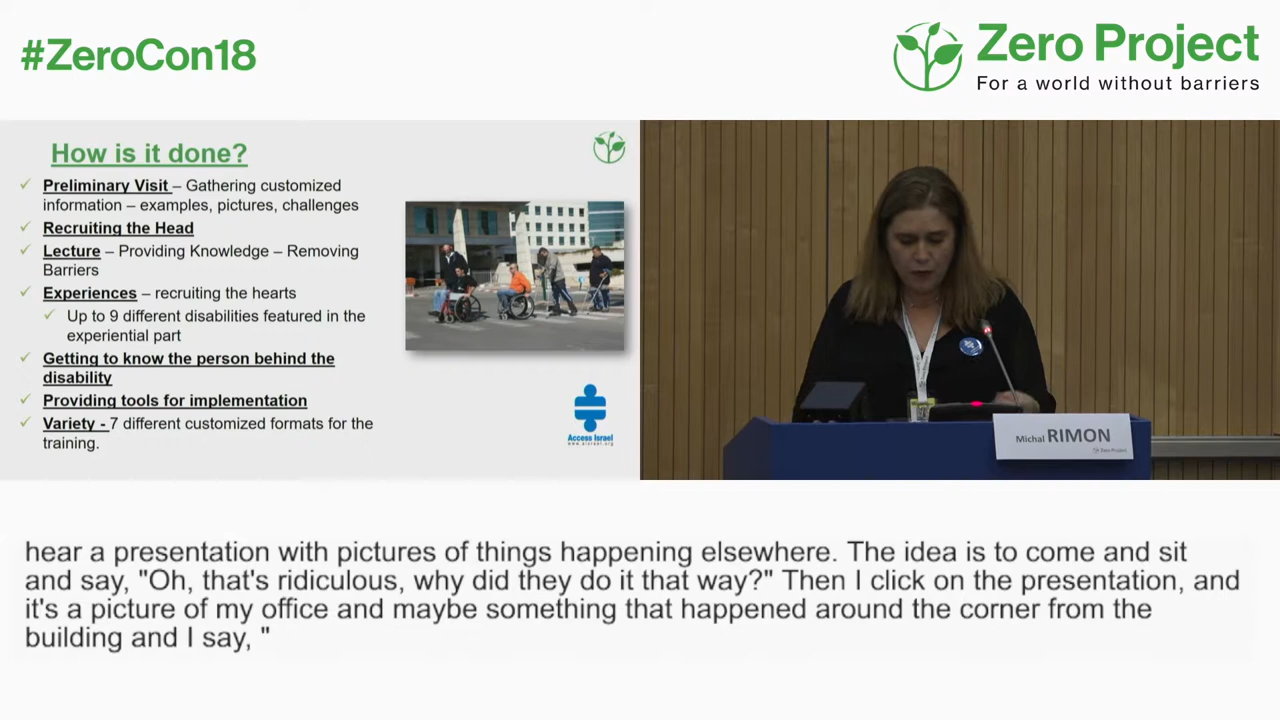 #ZeroCon18
Zero Project
For a world without barriers
How is it done?
✓ Preliminary Visit – Gathering customized
information – examples, pictures, challenges
✓ Recruiting the Head
✓ Lecture – Providing Knowledge – Removing
Barriers
✓ Experiences – recruiting the hearts
✓ Up to 9 different disabilities featured in the
experiential part
✓ Getting to know the person behind the
disability
✓ Providing tools for implementation
✓ Variety - 7 different customized formats for the
training.
Access Israel
Michal RIMON
Zero Project
hear a presentation with pictures of things happening elsewhere. The idea is to come and sit
and say, "Oh, that's ridiculous, why did they do it that way?" Then I click on the presentation, and
it's a picture of my office and maybe something that happened around the corner from the
building and I say, "